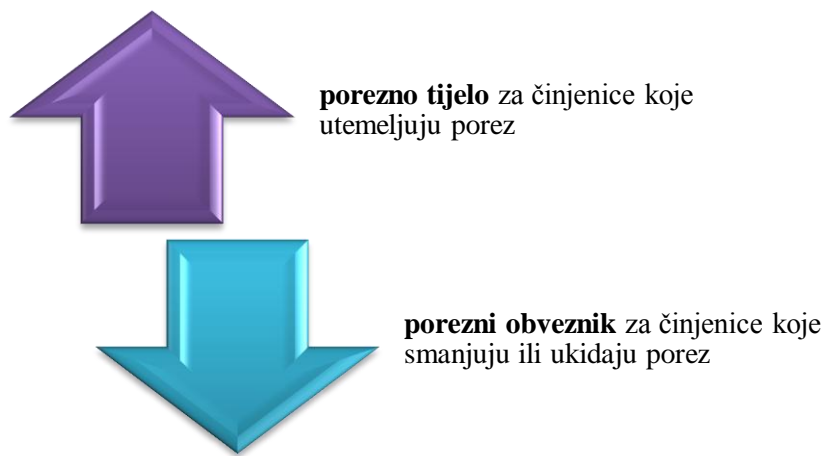 porezno tijelo za činjenice koje
utemeljuju porez
porezni obveznik za činjenice koje
smanjuju ili ukidaju porez